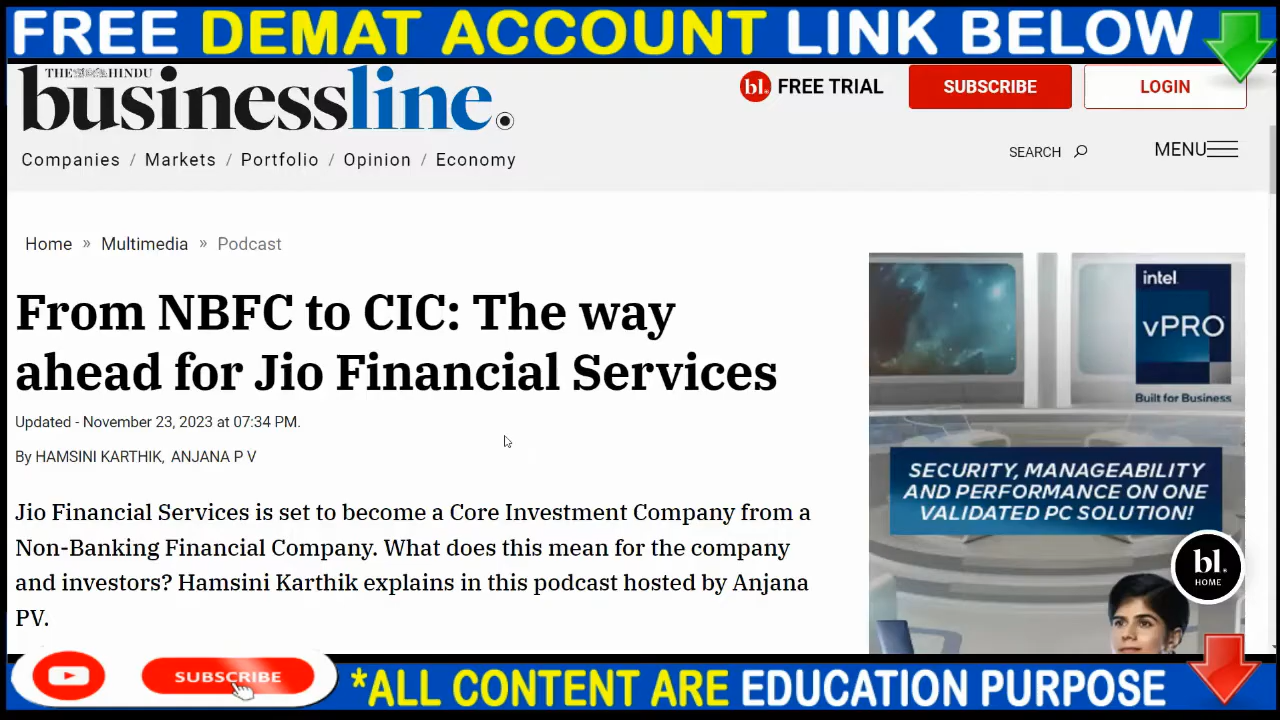 FREE DEMAT ACCOUNT LINK BELOW
THE HINDU
businessline.
bl. FREE TRIAL
SUBSCRIBE
LOGIN
Companies / Markets / Portfolio / Opinion / Economy
SEARCH
MENU
Home » Multimedia » Podcast
From NBFC to CIC: The way
ahead for Jio Financial Services
Updated - November 23, 2023 at 07:34 PM.
By HAMSINI KARTHIK, ANJANA P V
Jio Financial Services is set to become a Core Investment Company from a
Non-Banking Financial Company. What does this mean for the company
and investors? Hamsini Karthik explains in this podcast hosted by Anjana
PV.
intel
vPRO
Built for Business
SECURITY, MANAGEABILITY
AND PERFORMANCE ON ONE
VALIDATED PC SOLUTION!
bl.
HOME
SUBSCRIBE
*ALL CONTENT ARE EDUCATION PURPOSE